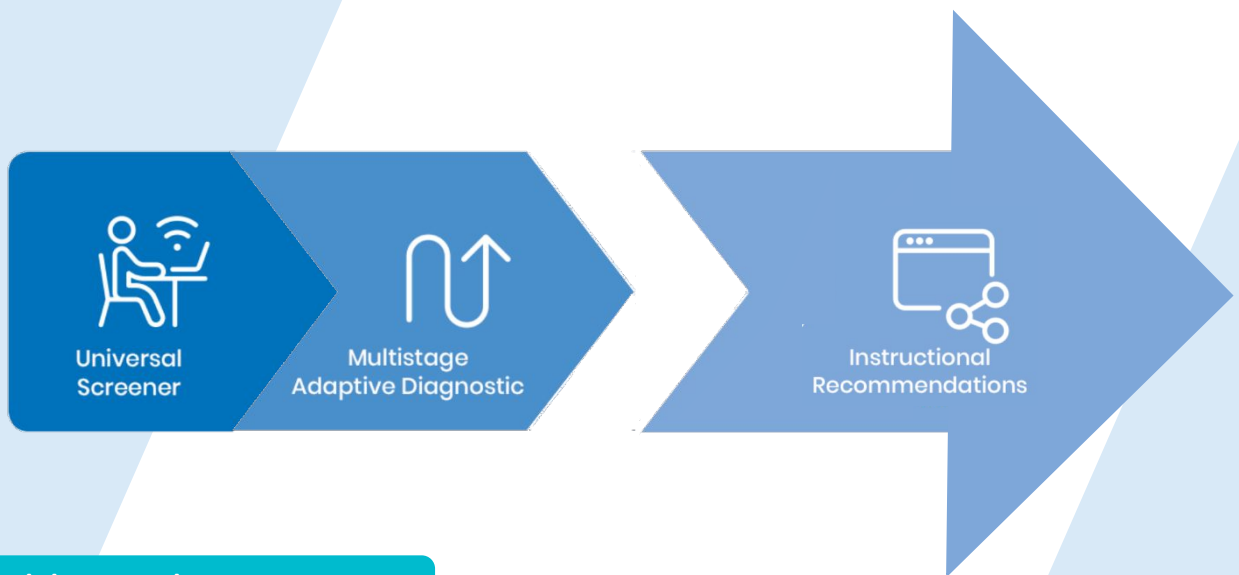 Universal
Screener
Multistage
Adaptive Diagnostic
Instructional
Recommendations